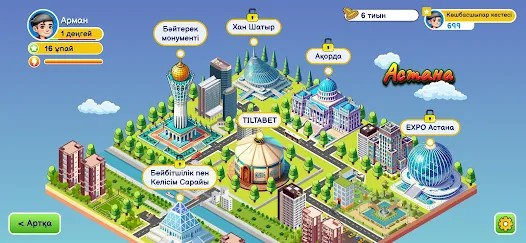 Арман
1 деңгей
16 ұпай
Бәйтерек
монументі
Хан Шатыр
Ақорда
6 тиын
Көшбасшылар кестесі
699
Астана
TILTABET
EXPO Астана
Бейбітшілік пен
Келісім Сарайы
< Артқа